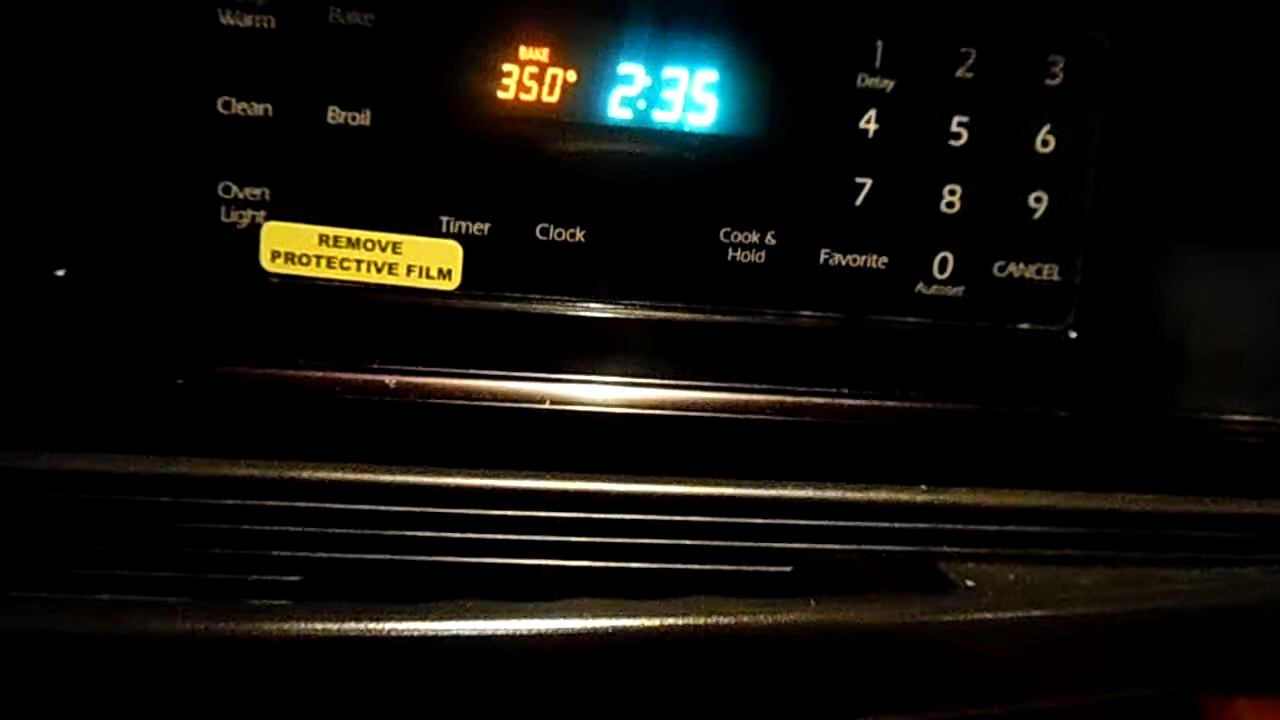 Warm
Bake
BAKE
350°
2:35
1
2
3
Delay
Clean
Broil
4
5
6
Oven
Light
7
8
9
Timer
Clock
Cook &
Hold
Favorite
0
CANCEL
Autoset
REMOVE
PROTECTIVE FILM